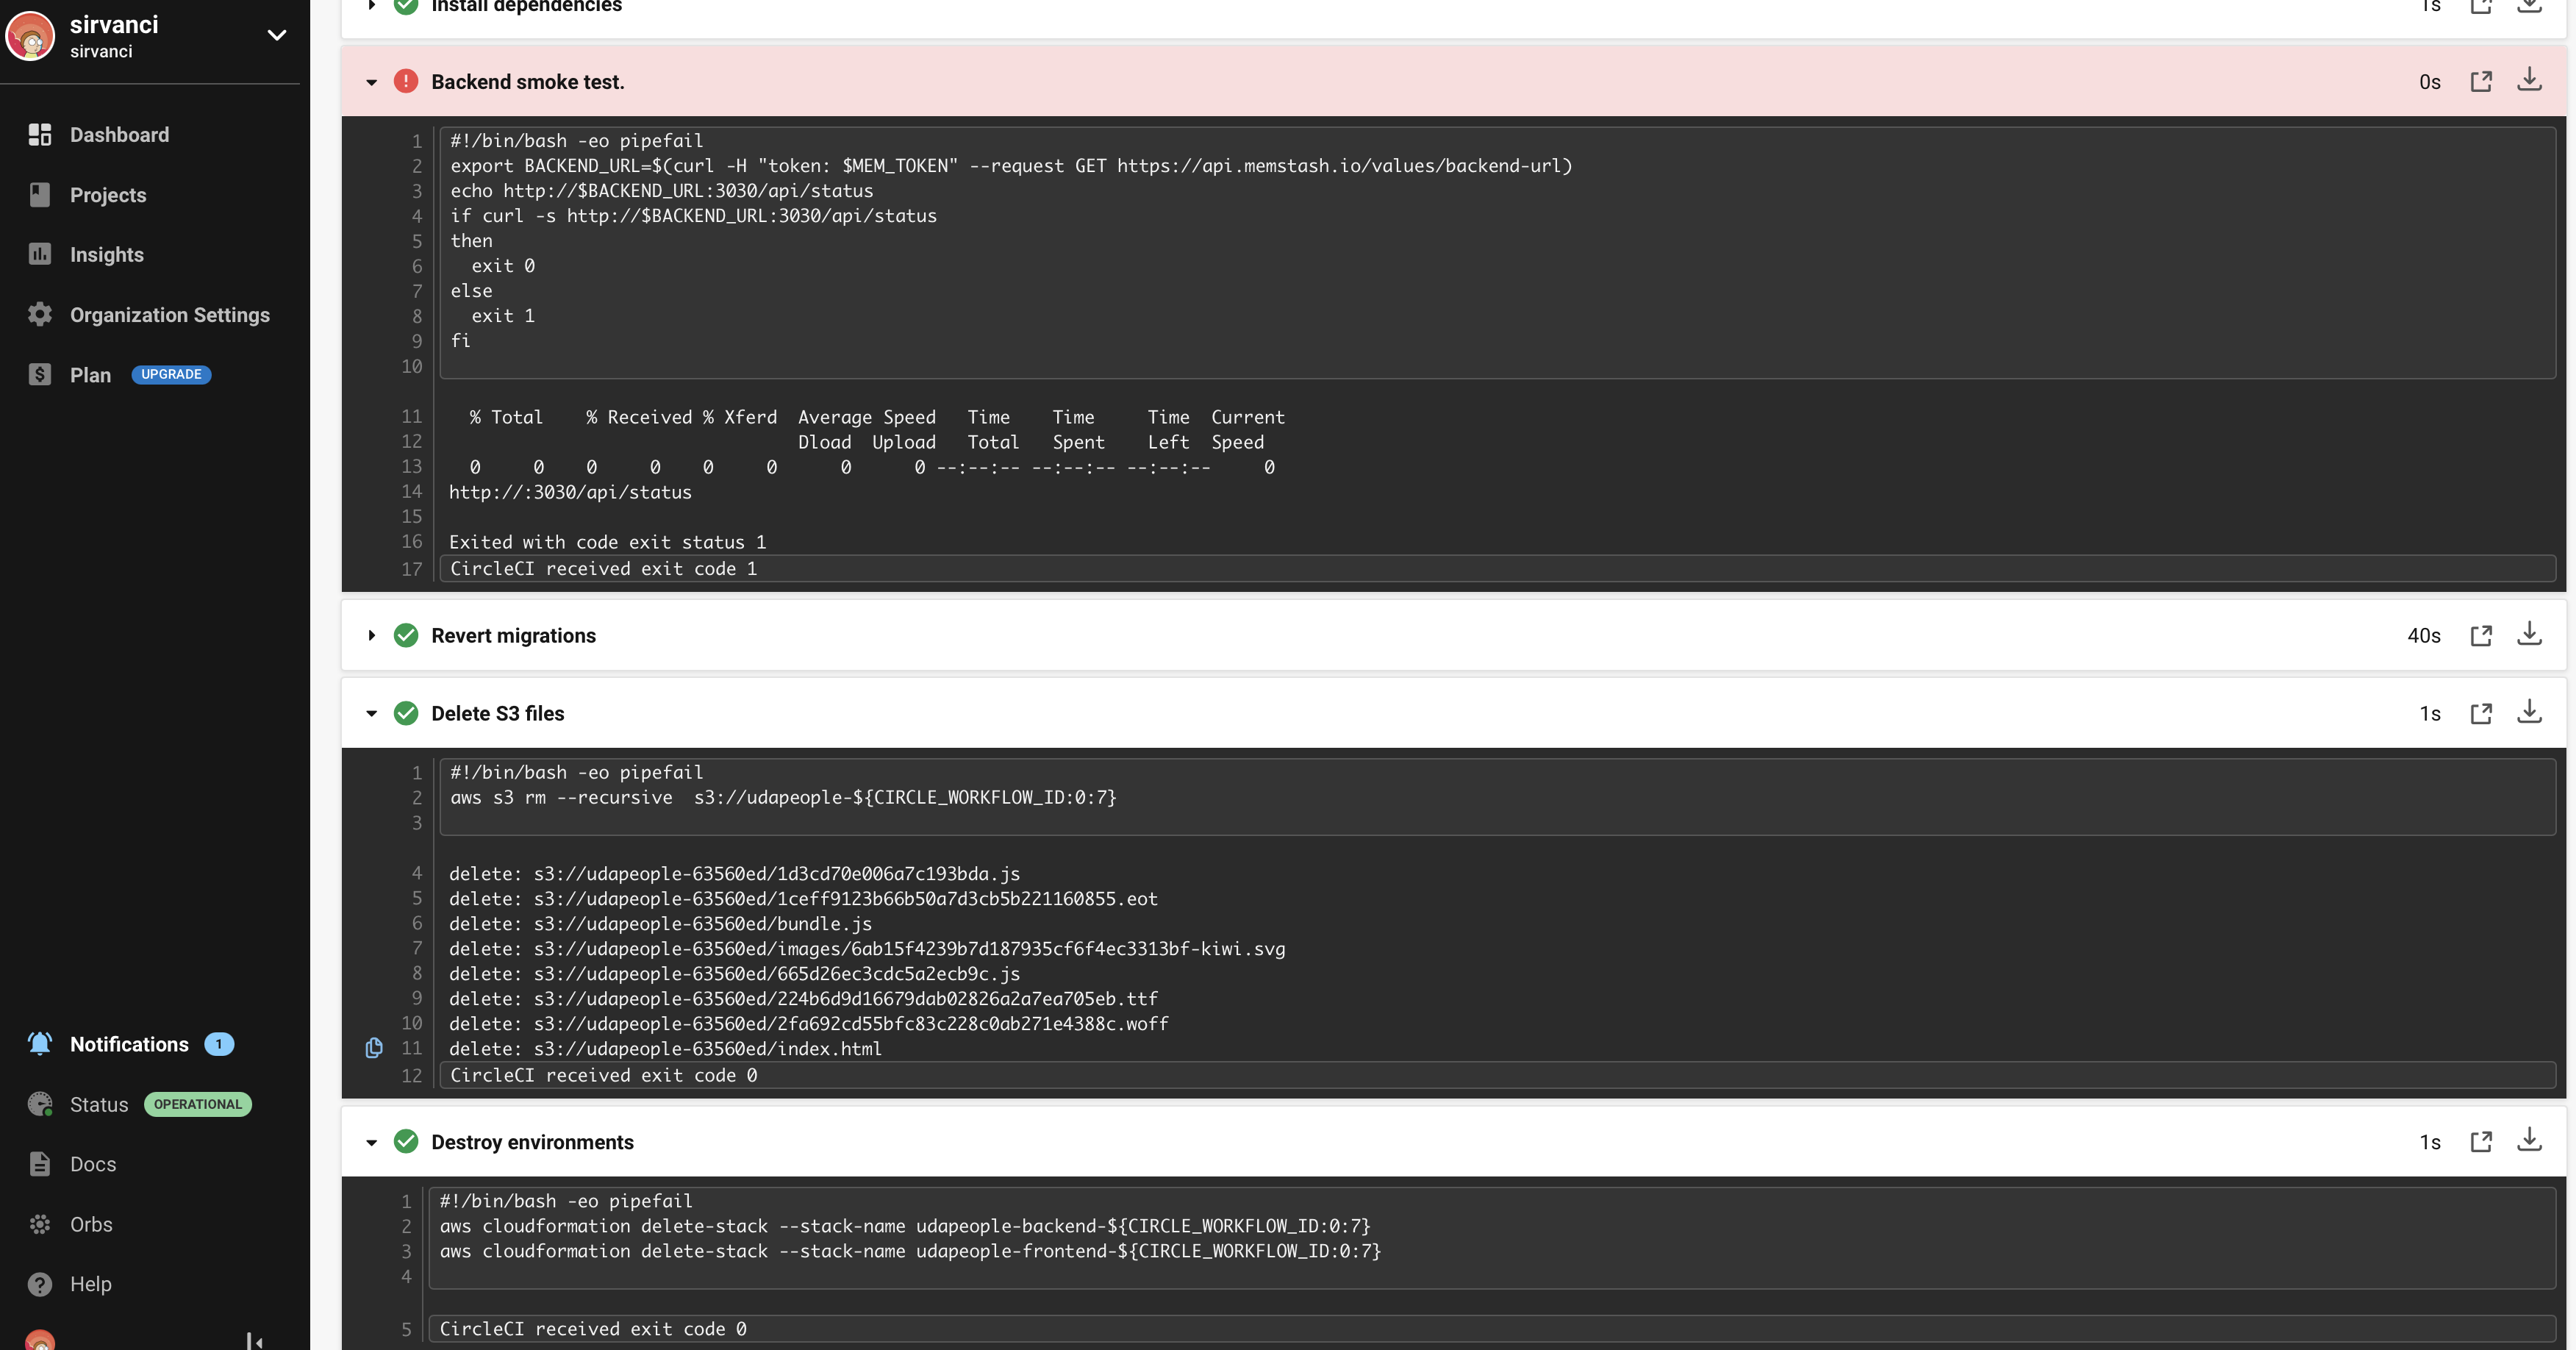 sirvanci
sirvanci
Dashboard
Projects
Insights
Organization Settings
Plan UPGRADE
Notifications 1
Status OPERATIONAL
Docs
Orbs
Help
Install dependencies 1s
Backend smoke test. 0s
1 #!/bin/bash -eo pipefail
2 export BACKEND_URL=$(curl -H "token: $MEM_TOKEN" --request GET https://api.memstash.io/values/backend-url)
3 echo http://$BACKEND_URL:3030/api/status
4 if curl -s http://$BACKEND_URL:3030/api/status
5 then
6   exit 0
7 else
8   exit 1
9 fi
10
11   % Total    % Received % Xferd  Average Speed   Time    Time     Time  Current
12                                  Dload  Upload   Total   Spent    Left  Speed
13   0     0    0     0    0     0      0      0 --:--:-- --:--:-- --:--:--     0
14 http://:3030/api/status
15
16 Exited with code exit status 1
17 CircleCI received exit code 1
Revert migrations 40s
Delete S3 files 1s
1 #!/bin/bash -eo pipefail
2 aws s3 rm --recursive  s3://udapeople-${CIRCLE_WORKFLOW_ID:0:7}
3
4 delete: s3://udapeople-63560ed/1d3cd70e006a7c193bda.js
5 delete: s3://udapeople-63560ed/1ceff9123b66b50a7d3cb5b221160855.eot
6 delete: s3://udapeople-63560ed/bundle.js
7 delete: s3://udapeople-63560ed/images/6ab15f4239b7d187935cf6f4ec3313bf-kiwi.svg
8 delete: s3://udapeople-63560ed/665d26ec3cdc5a2ecb9c.js
9 delete: s3://udapeople-63560ed/224b6d9d16679dab02826a2a7ea705eb.ttf
10 delete: s3://udapeople-63560ed/2fa692cd55bfc83c228c0ab271e4388c.woff
11 delete: s3://udapeople-63560ed/index.html
12 CircleCI received exit code 0
Destroy environments 1s
1 #!/bin/bash -eo pipefail
2 aws cloudformation delete-stack --stack-name udapeople-backend-${CIRCLE_WORKFLOW_ID:0:7}
3 aws cloudformation delete-stack --stack-name udapeople-frontend-${CIRCLE_WORKFLOW_ID:0:7}
4
5 CircleCI received exit code 0